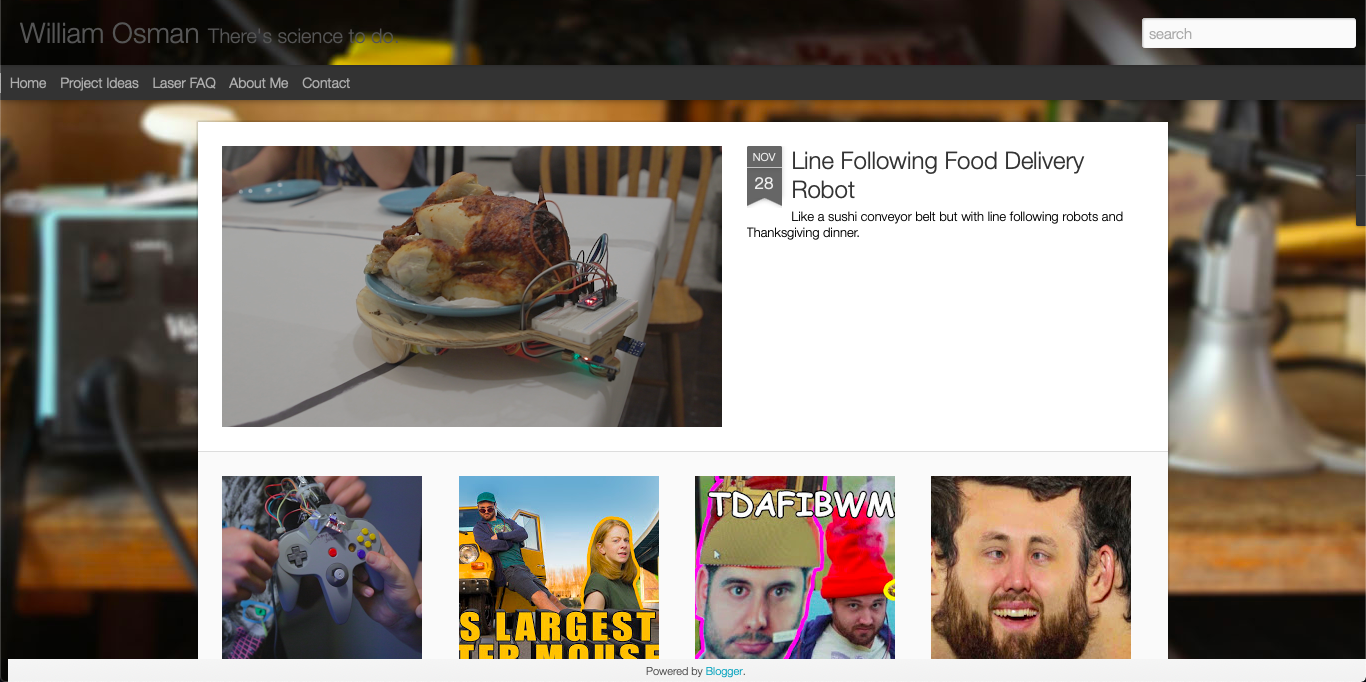 William Osman There's science to do.
search
Home Project Ideas Laser FAQ About Me Contact
NOV
28
Line Following Food Delivery
Robot
Like a sushi conveyor belt but with line following robots and
Thanksgiving dinner.
TDAFIBWM
S LARGEST
TER MOUSE
Powered by Blogger.